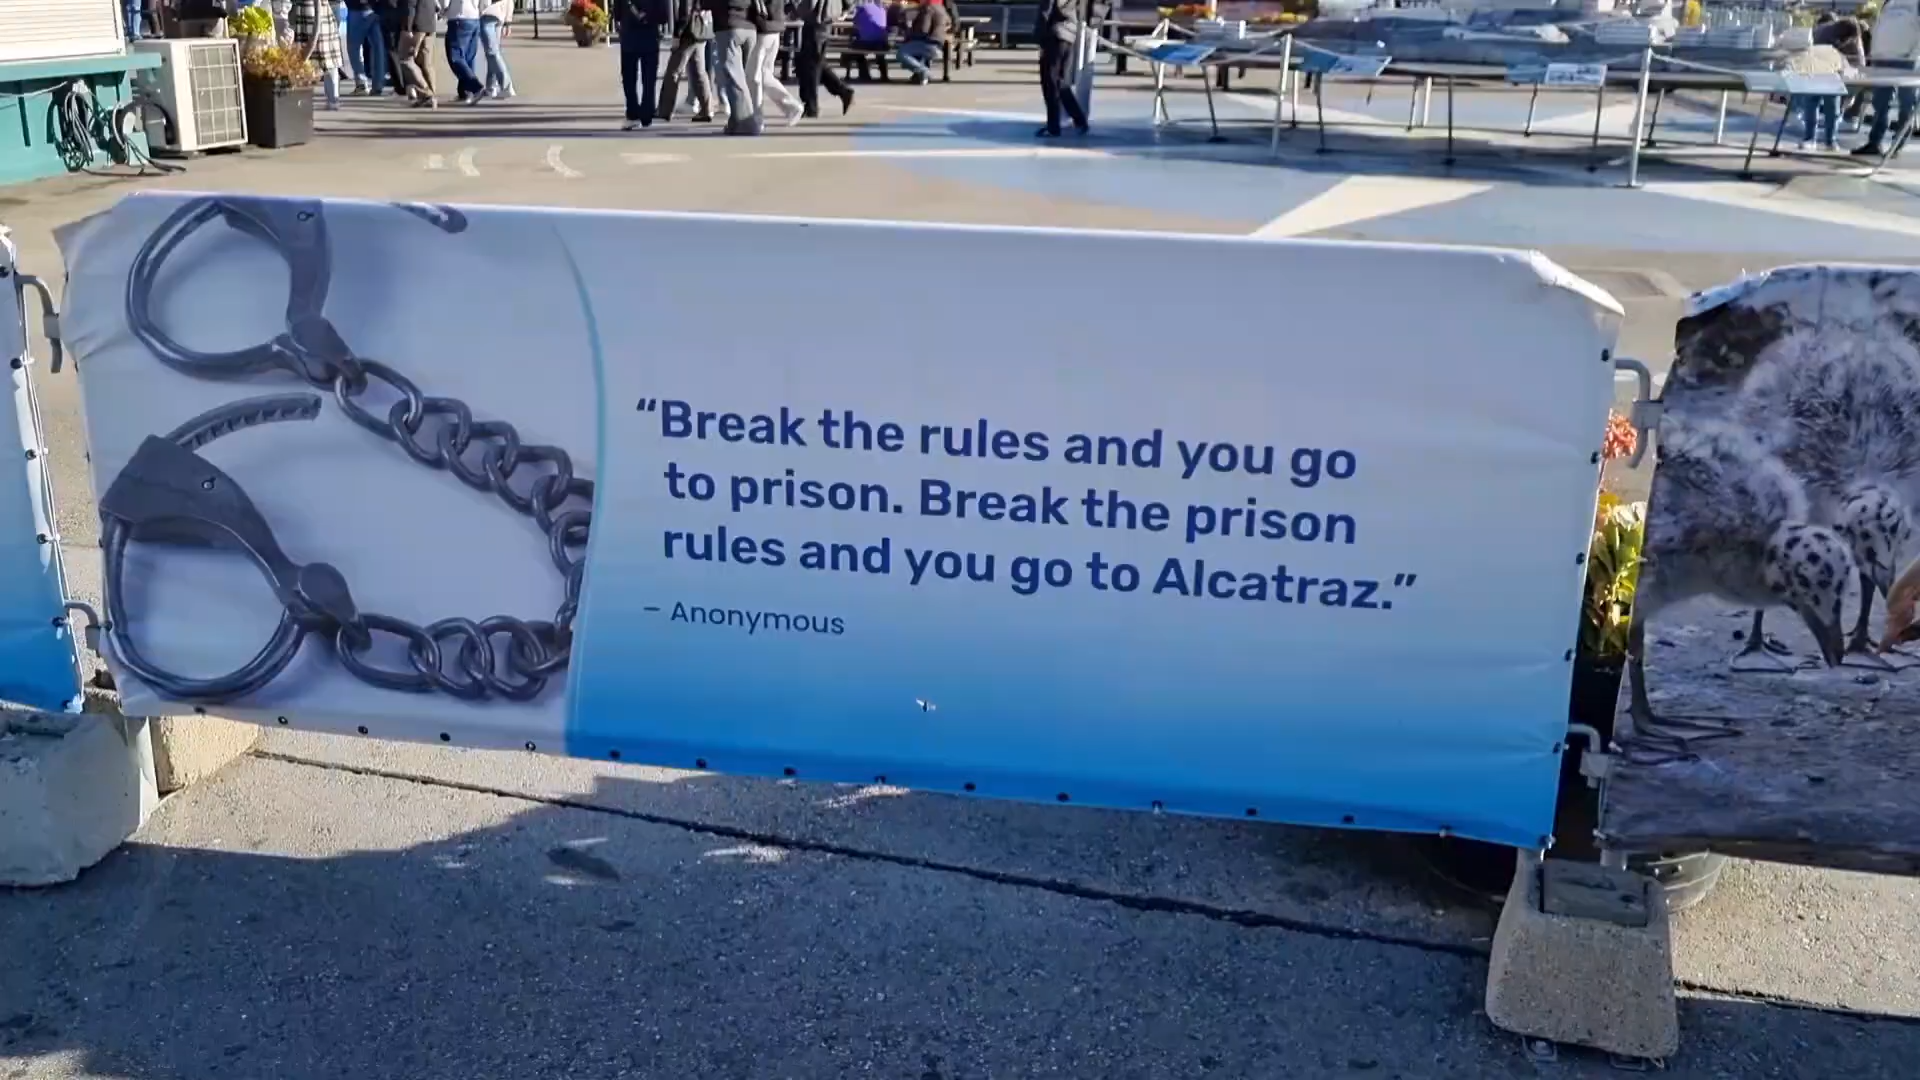 “Break the rules and you go
to prison. Break the prison
rules and you go to Alcatraz.”
– Anonymous